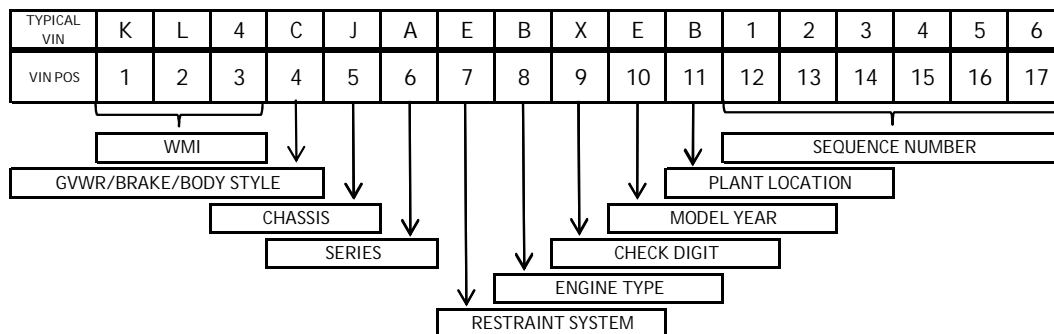 TYPICAL VIN K L 4 C J A E B X E B 1 2 3 4 5 6
VIN POS 1 2 3 4 5 6 7 8 9 10 11 12 13 14 15 16 17
WMI SEQUENCE NUMBER
GVWR/BRAKE/BODY STYLE PLANT LOCATION
CHASSIS MODEL YEAR
SERIES CHECK DIGIT
ENGINE TYPE
RESTRAINT SYSTEM